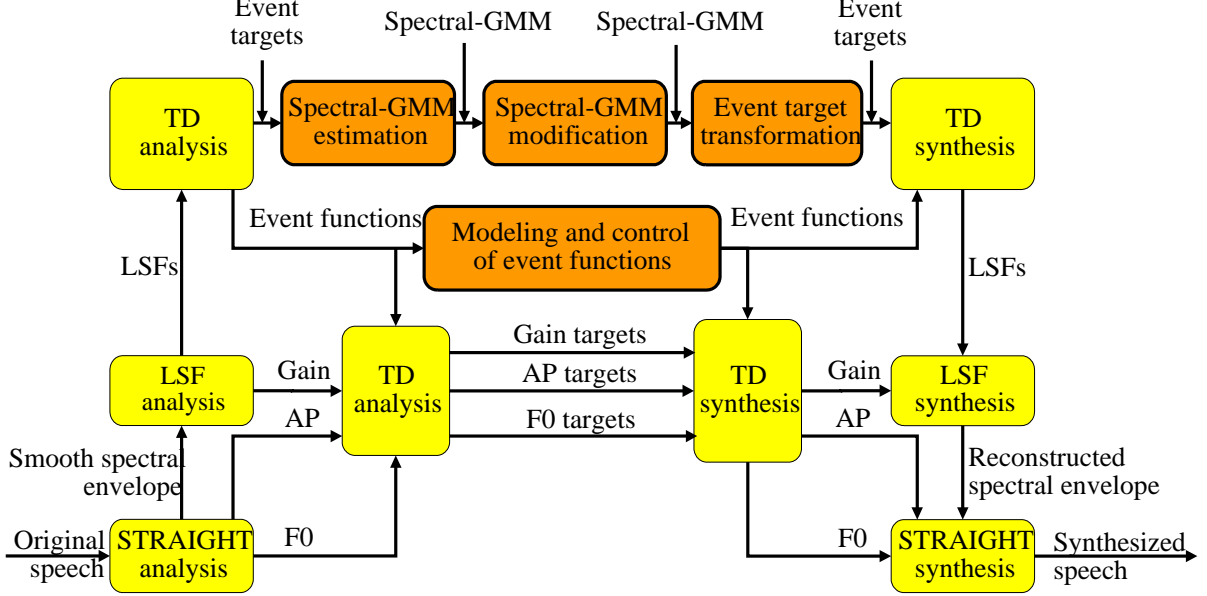 Event
targets
Spectral-GMM
Spectral-GMM
Event
targets
TD
analysis
Spectral-GMM
estimation
Spectral-GMM
modification
Event target
transformation
TD
synthesis
Event functions
Modeling and control
of event functions
Event functions
LSFs
LSFs
Gain targets
LSF
analysis
Gain
TD
analysis
AP targets
TD
synthesis
Gain
LSF
synthesis
AP
F0 targets
AP
Smooth spectral
envelope
Reconstructed
spectral envelope
Original
speech
STRAIGHT
analysis
F0
F0
STRAIGHT
synthesis
Synthesized
speech